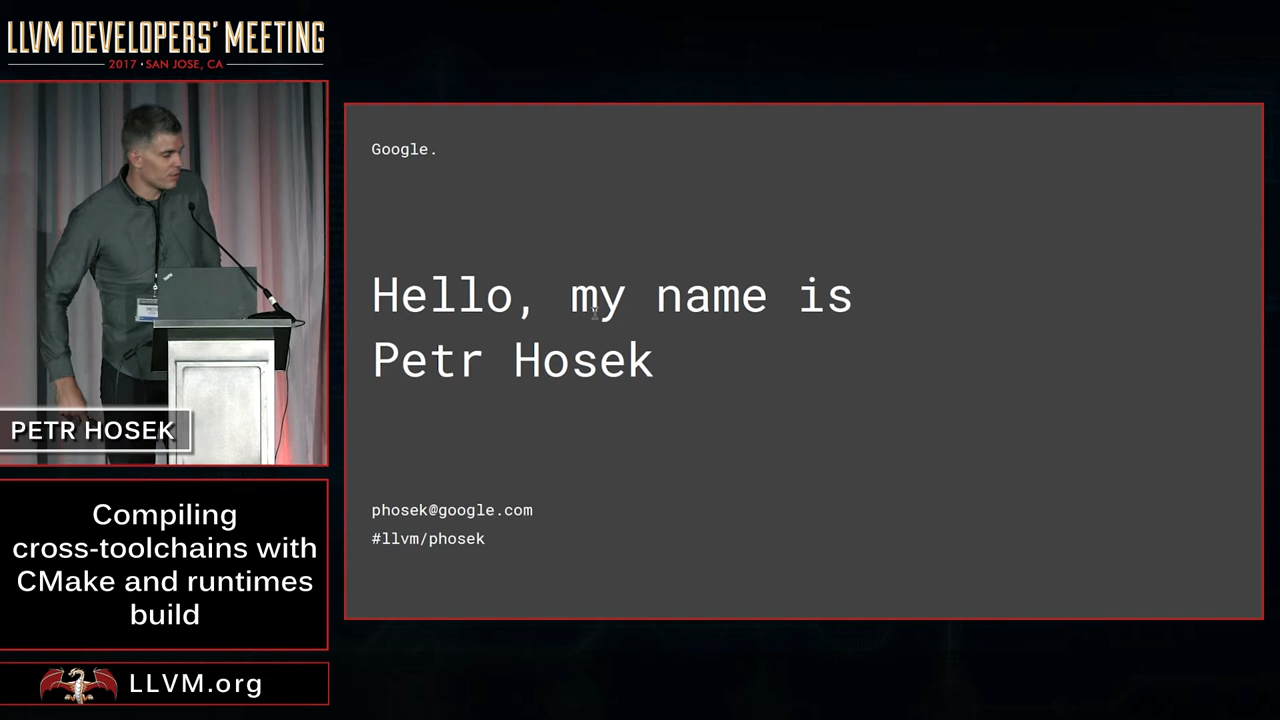 LLVM DEVELOPERS' MEETING
2017 • SAN JOSE, CA
Google.
Hello, my name is
Petr Hosek
phosek@google.com
#llvm/phosek
PETR HOSEK
Compiling
cross-toolchains with
CMake and runtimes
build
LLVM.org